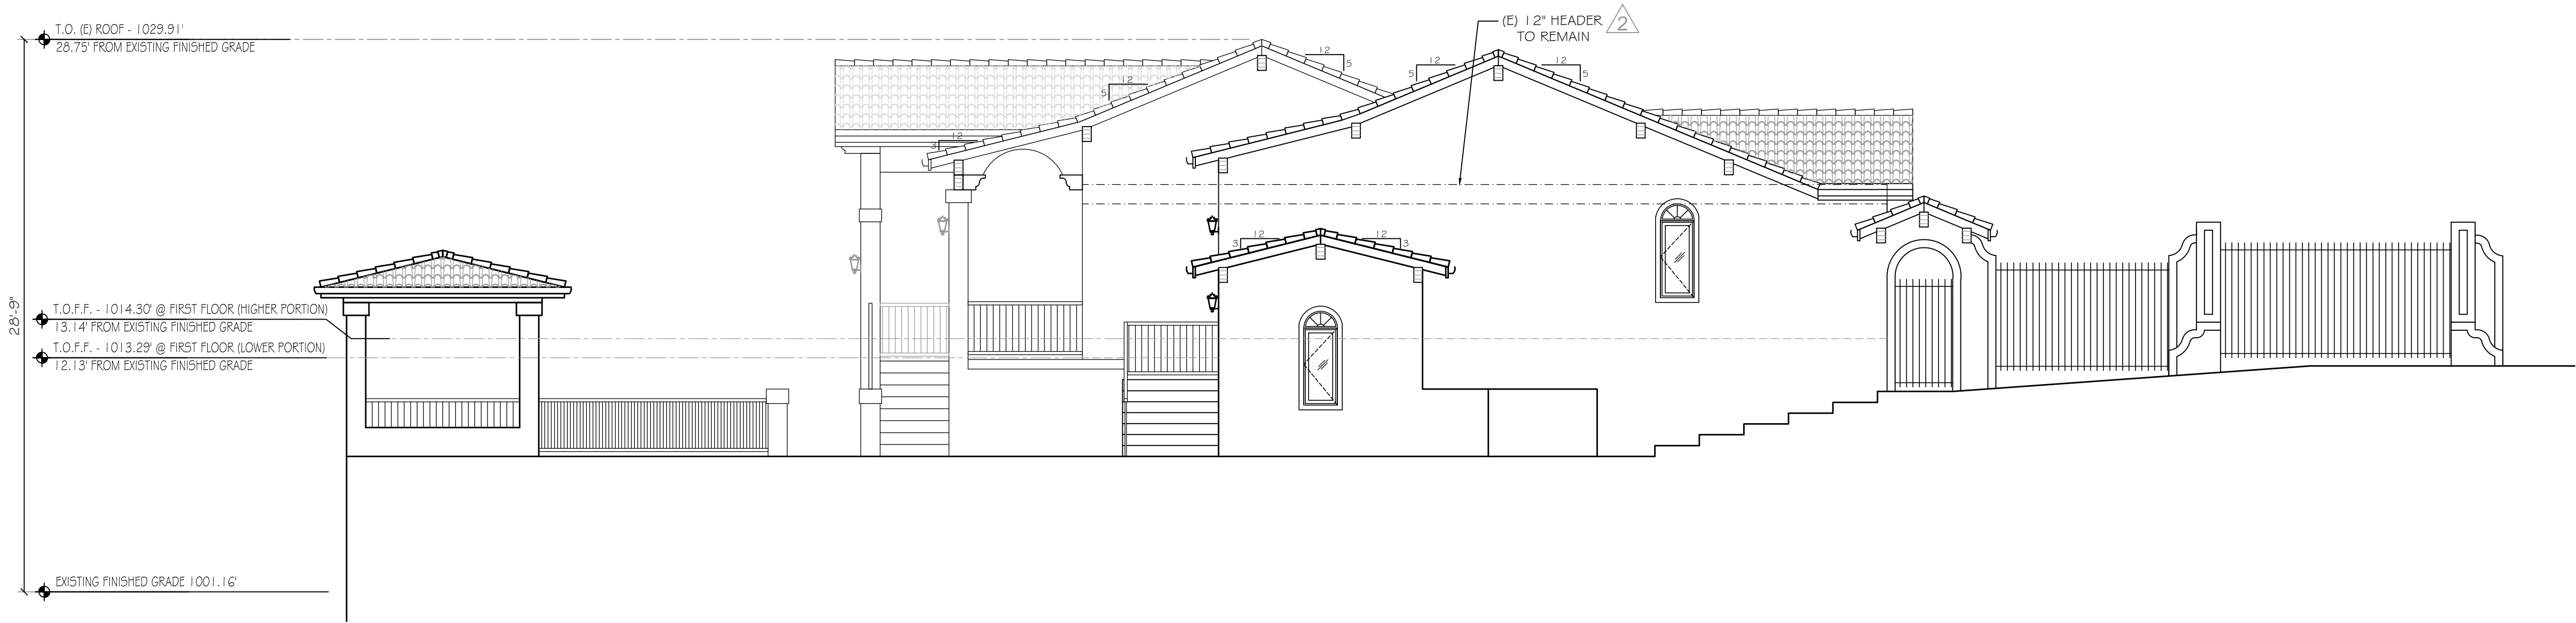 T.O. (E) ROOF - 1029.91'
28.75' FROM EXISTING FINISHED GRADE
(E) 12" HEADER
TO REMAIN
2
12
5
12
5
12
5
12
5
12
3
12
3
12
3
28'-9"
T.O.F.F. - 1014.30' @ FIRST FLOOR (HIGHER PORTION)
13.14' FROM EXISTING FINISHED GRADE
T.O.F.F. - 1013.29' @ FIRST FLOOR (LOWER PORTION)
12.13' FROM EXISTING FINISHED GRADE
EXISTING FINISHED GRADE 1001.16'